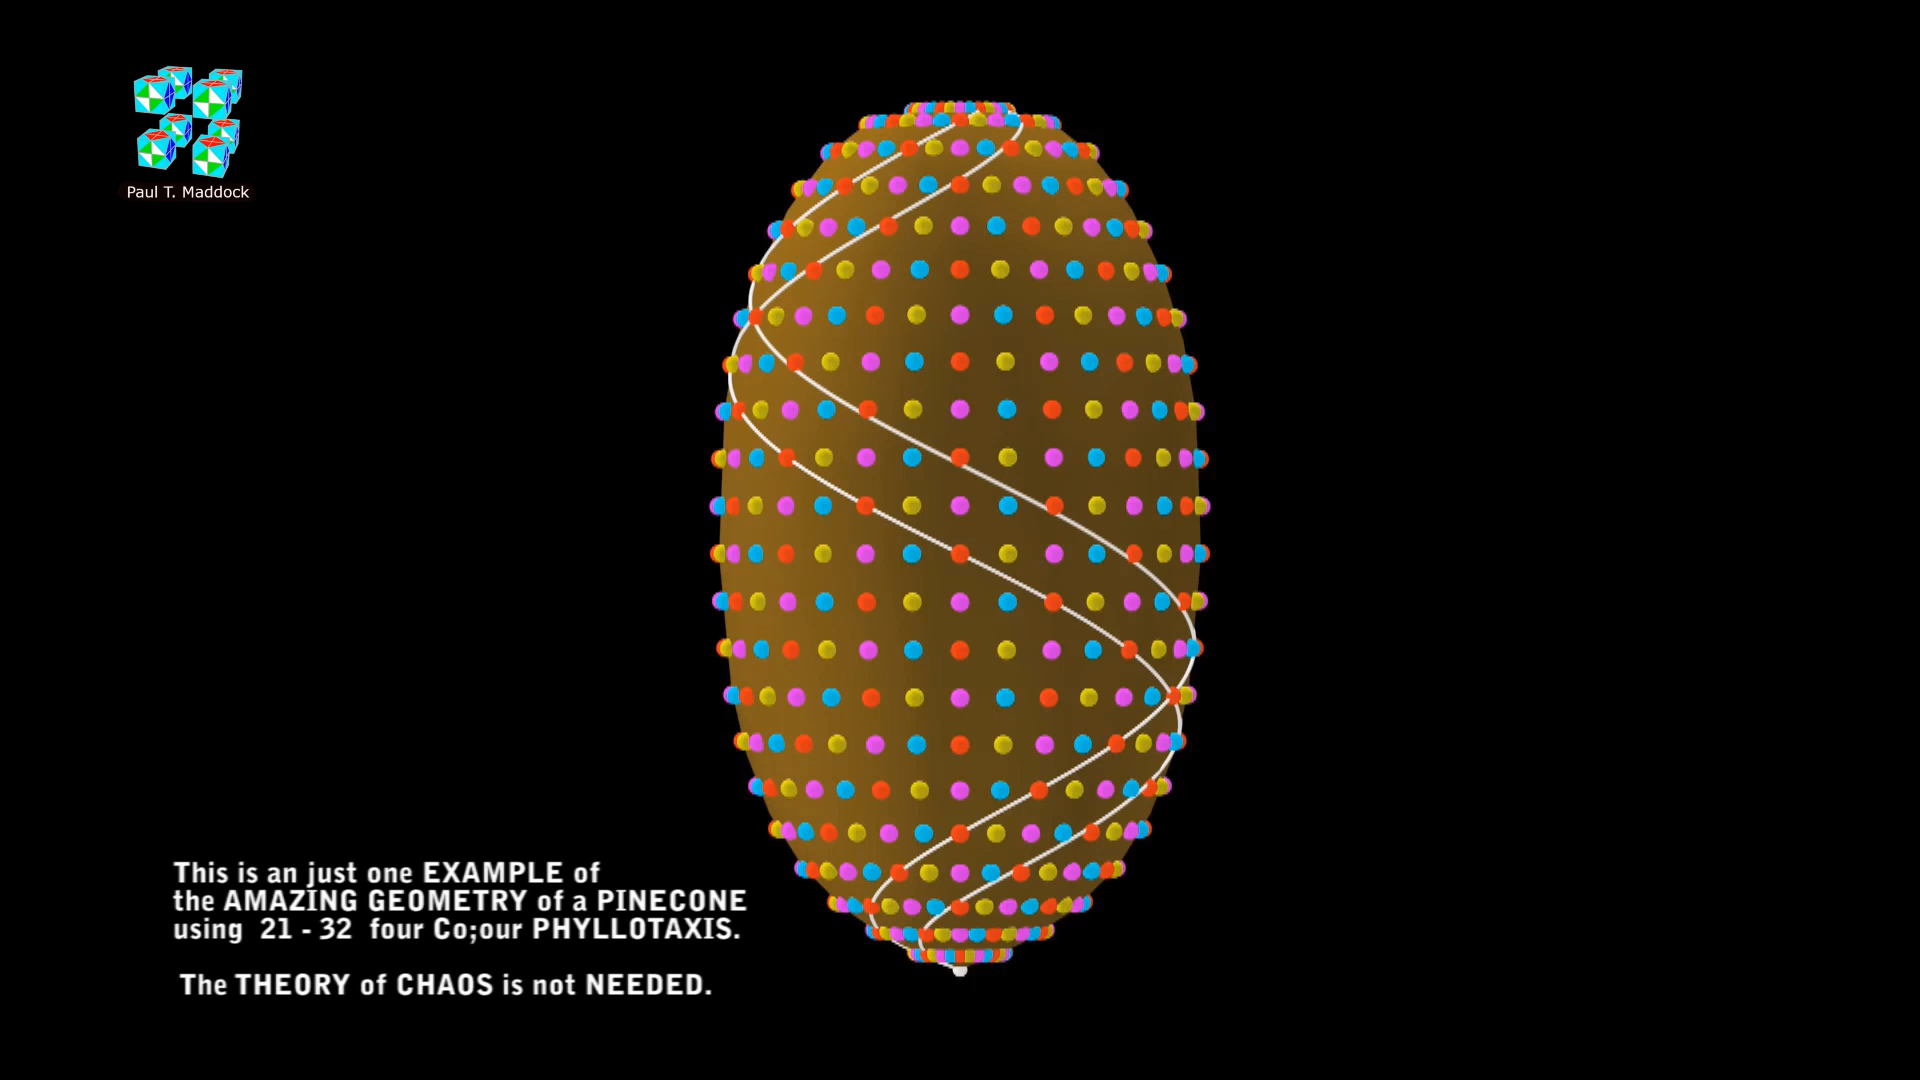 Paul T. Maddock
This is an just one EXAMPLE of
the AMAZING GEOMETRY of a PINECONE
using 21 - 32 four Co;our PHYLLOTAXIS.
The THEORY of CHAOS is not NEEDED.